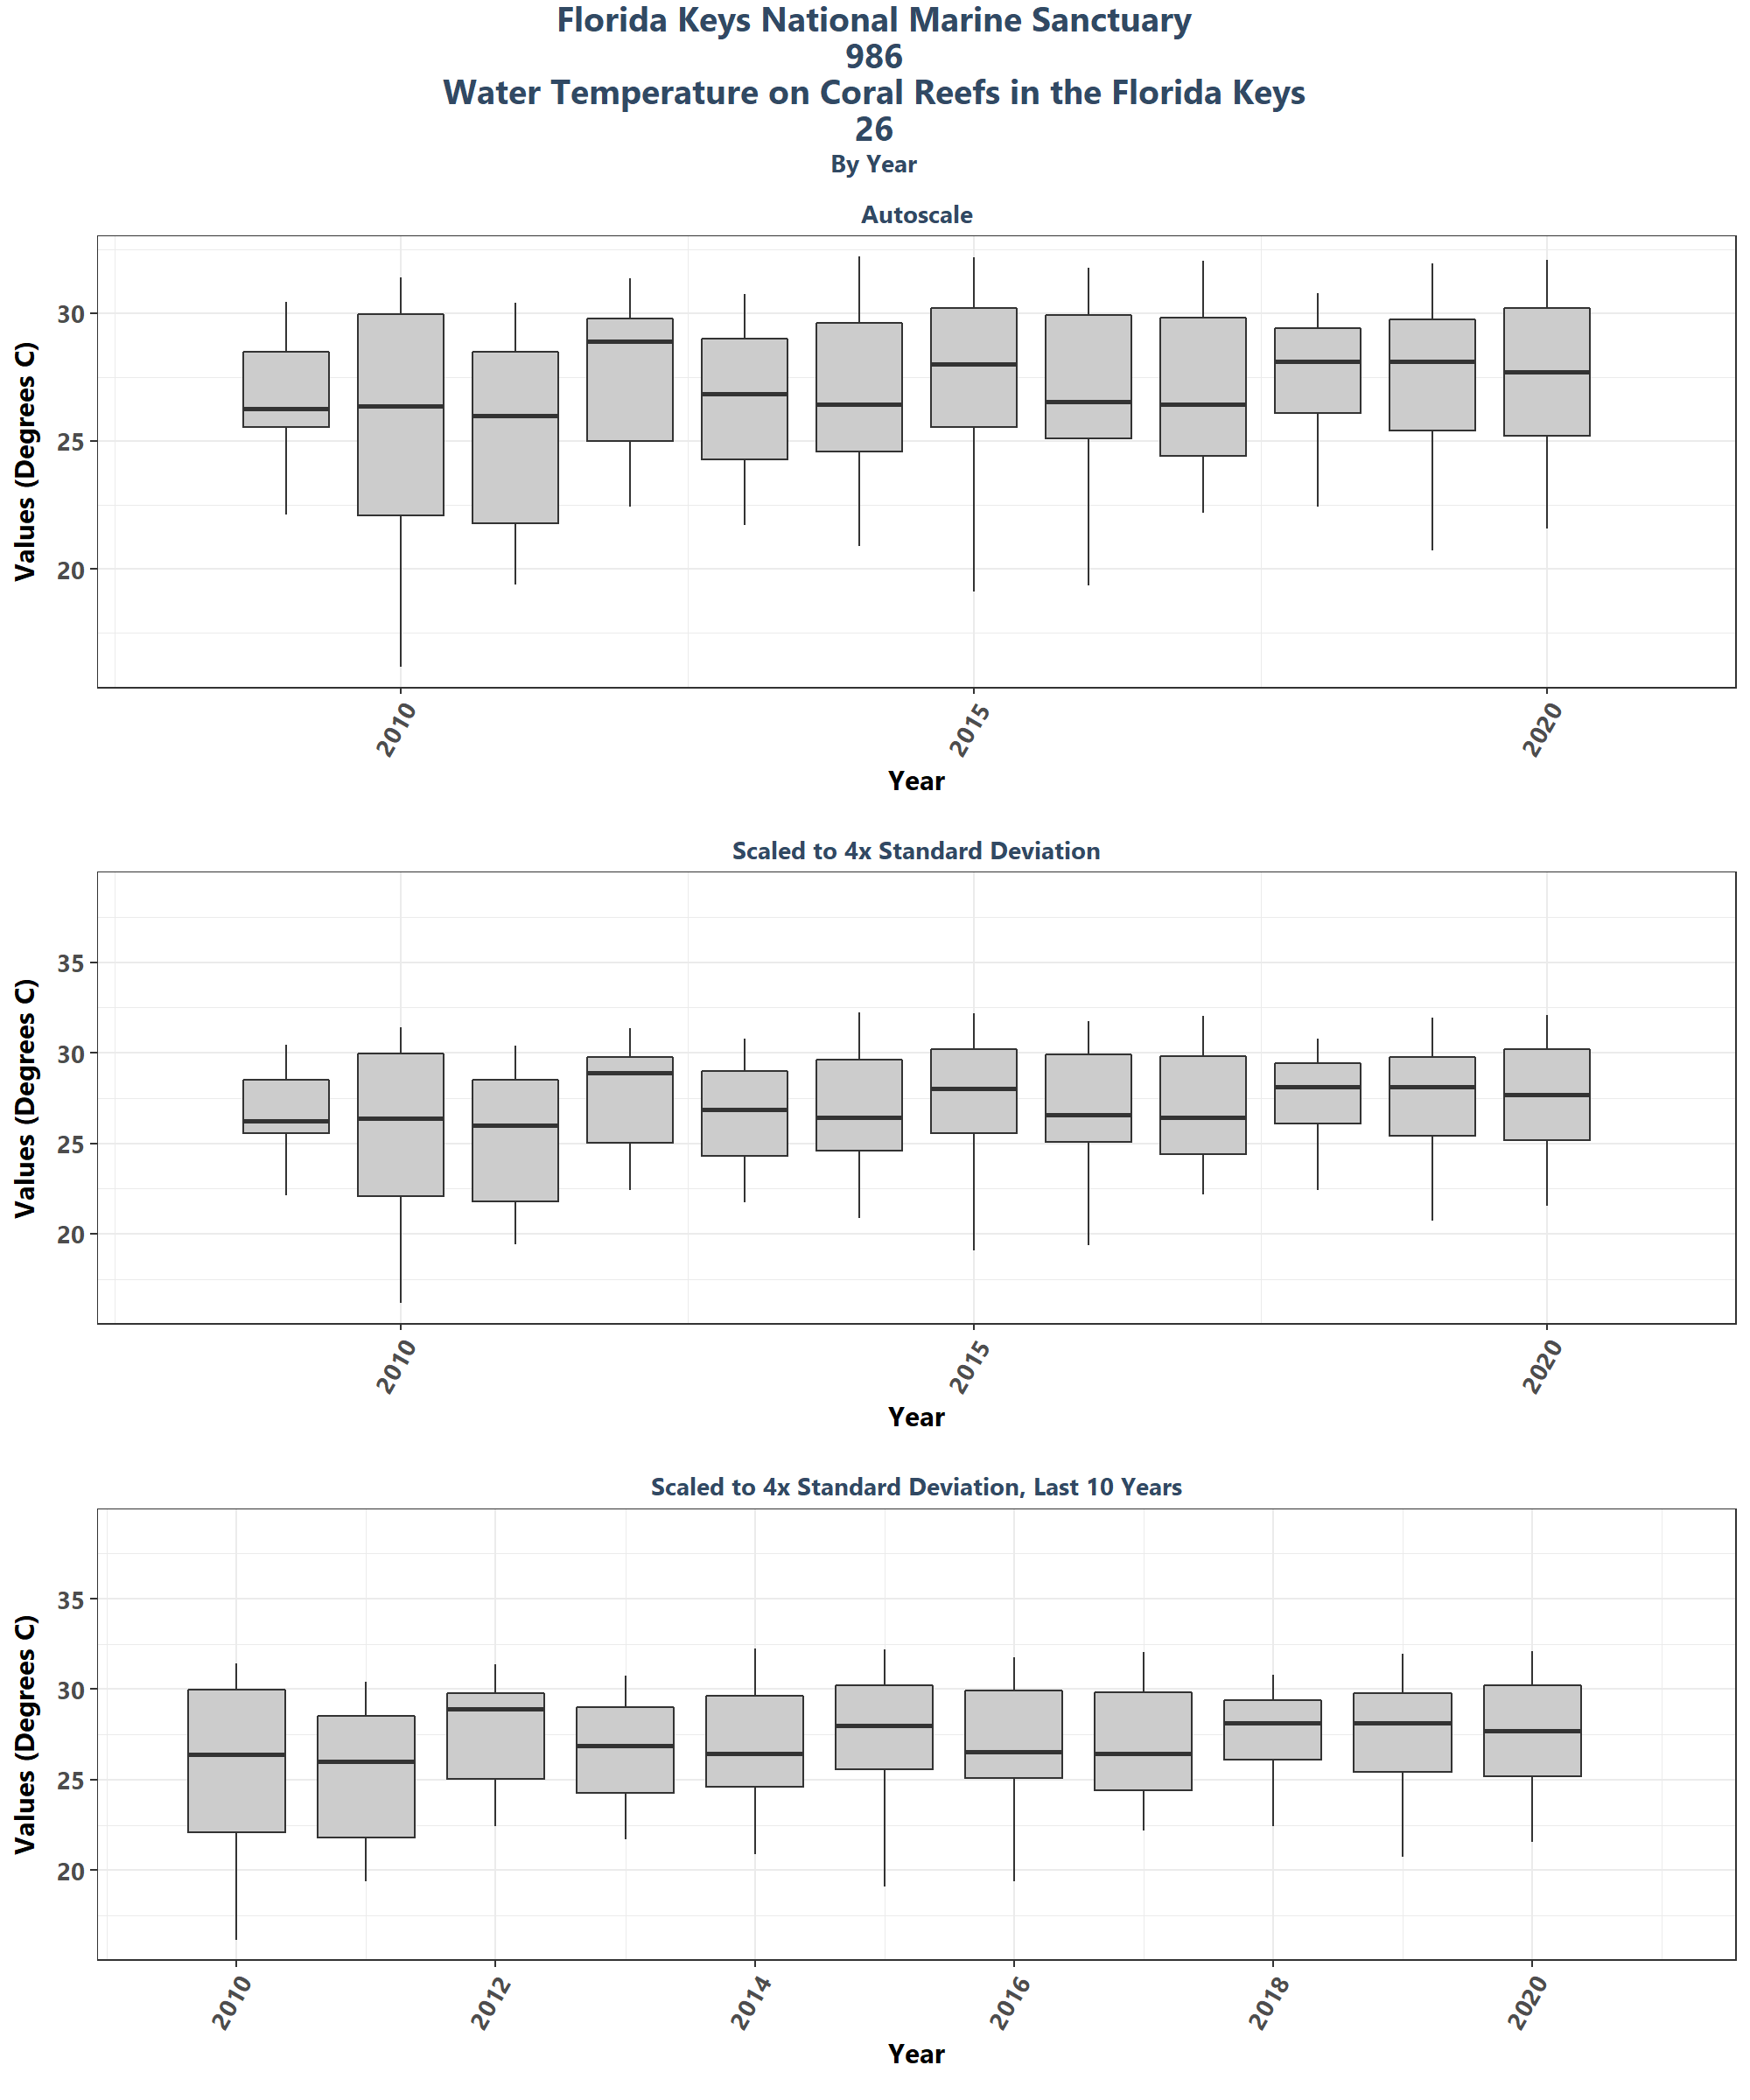 Florida Keys National Marine Sanctuary
986
Water Temperature on Coral Reefs in the Florida Keys
26
By Year
Autoscale
Values (Degrees C)
30
25
20
2010
2015
2020
Year
Scaled to 4x Standard Deviation
Values (Degrees C)
35
30
25
20
2010
2015
2020
Year
Scaled to 4x Standard Deviation, Last 10 Years
Values (Degrees C)
35
30
25
20
2010
2012
2014
2016
2018
2020
Year